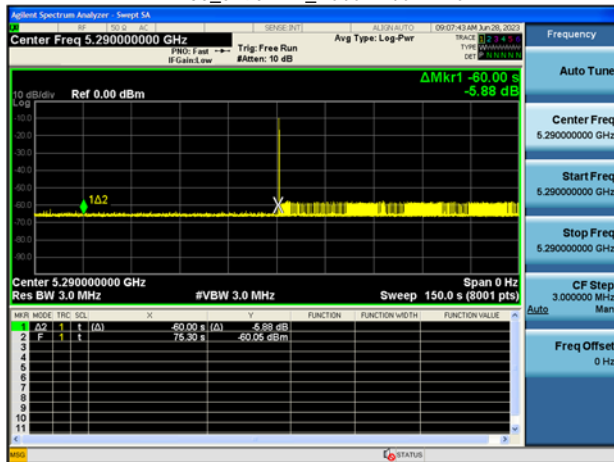 Agilent Spectrum Analyzer - Swept SA
RF 50 Ω AC SENSE:INT ALIGN AUTO 09:07:43 AM Jun 28, 2023
Center Freq 5.290000000 GHz
PNO: Fast
IFGain:Low
Trig: Free Run
#Atten: 10 dB
Avg Type: Log-Pwr
TRACE 1 2 3 4 5 6
TYPE
DET P N N N N N
ΔMkr1 -60.00 s
-5.88 dB
10 dB/div Ref 0.00 dBm
Log
-10.0
-20.0
-30.0
-40.0
-50.0
-60.0
-70.0
-80.0
-90.0
1Δ2
Center 5.290000000 GHz Span 0 Hz
Res BW 3.0 MHz #VBW 3.0 MHz Sweep 150.0 s (8001 pts)
MKR MODE TRC SCL X Y FUNCTION FUNCTION WIDTH FUNCTION VALUE
1 Δ2 1 t (Δ) -60.00 s (Δ) -5.88 dB
2 F 1 t 75.30 s -60.05 dBm
3
4
5
6
7
8
9
10
11
MSG STATUS
Frequency
Auto Tune
Center Freq
5.290000000 GHz
Start Freq
5.290000000 GHz
Stop Freq
5.290000000 GHz
CF Step
3.000000 MHz
Auto Man
Freq Offset
0 Hz